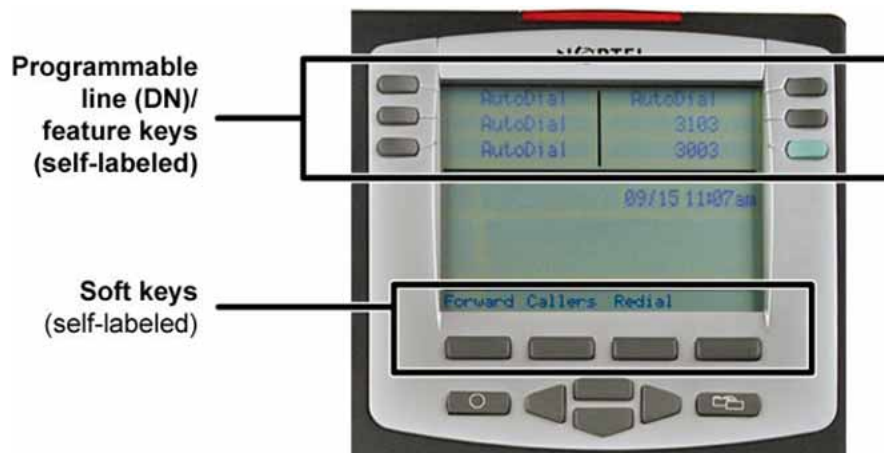 NORTEL
Programmable
line (DN)/
feature keys
(self-labeled)
AutoDial AutoDial
AutoDial 3103
AutoDial 3003
09/15 11:07am
Soft keys
(self-labeled)
Forward Callers Redial